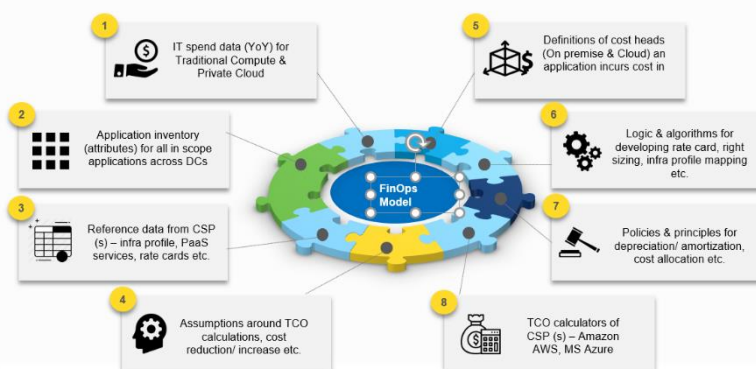 1
IT spend data (YoY) for
Traditional Compute &
Private Cloud
2
Application inventory
(attributes) for all in scope
applications across DCs
3
Reference data from CSP
(s) – infra profile, PaaS
services, rate cards etc.
4
Assumptions around TCO
calculations, cost
reduction/ increase etc.
FinOps
Model
5
Definitions of cost heads
(On premise & Cloud) an
application incurs cost in
6
Logic & algorithms for
developing rate card, right
sizing, infra profile mapping
etc.
7
Policies & principles for
depreciation/ amortization,
cost allocation etc.
8
TCO calculators of
CSP (s) – Amazon
AWS, MS Azure